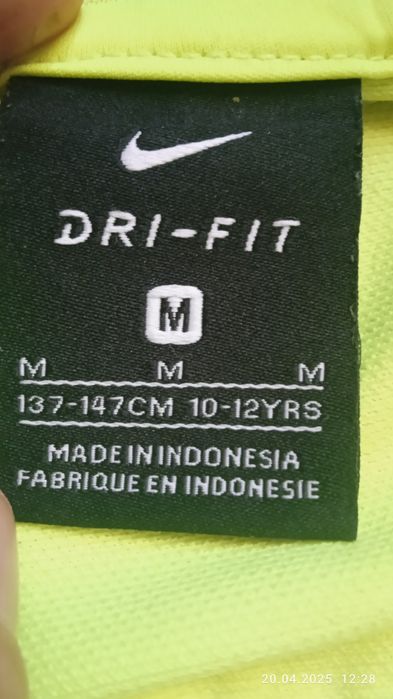 DRI-FIT
M
M M M
137-147CM 10-12YRS
MADE IN INDONESIA
FABRIQUE EN INDONESIE
20.04.2025 12:28